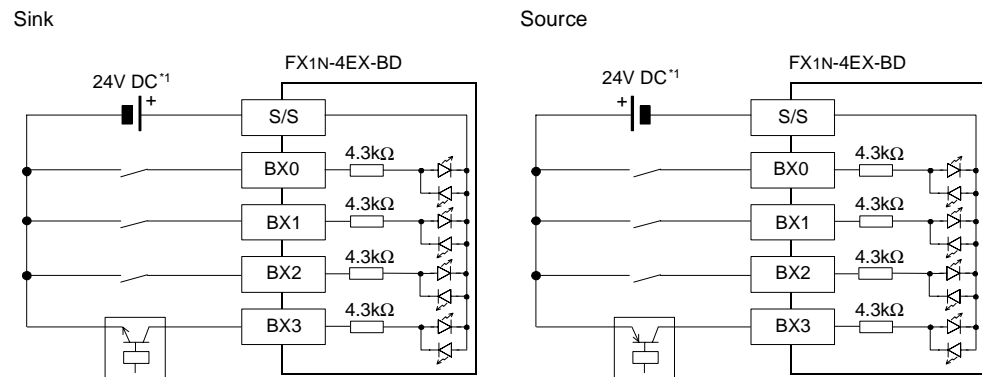 Sink
Source
FX1N-4EX-BD
FX1N-4EX-BD
24V DC*1
24V DC*1
+
+
S/S
S/S
4.3kΩ
4.3kΩ
BX0
BX0
4.3kΩ
4.3kΩ
BX1
BX1
4.3kΩ
4.3kΩ
BX2
BX2
4.3kΩ
4.3kΩ
BX3
BX3